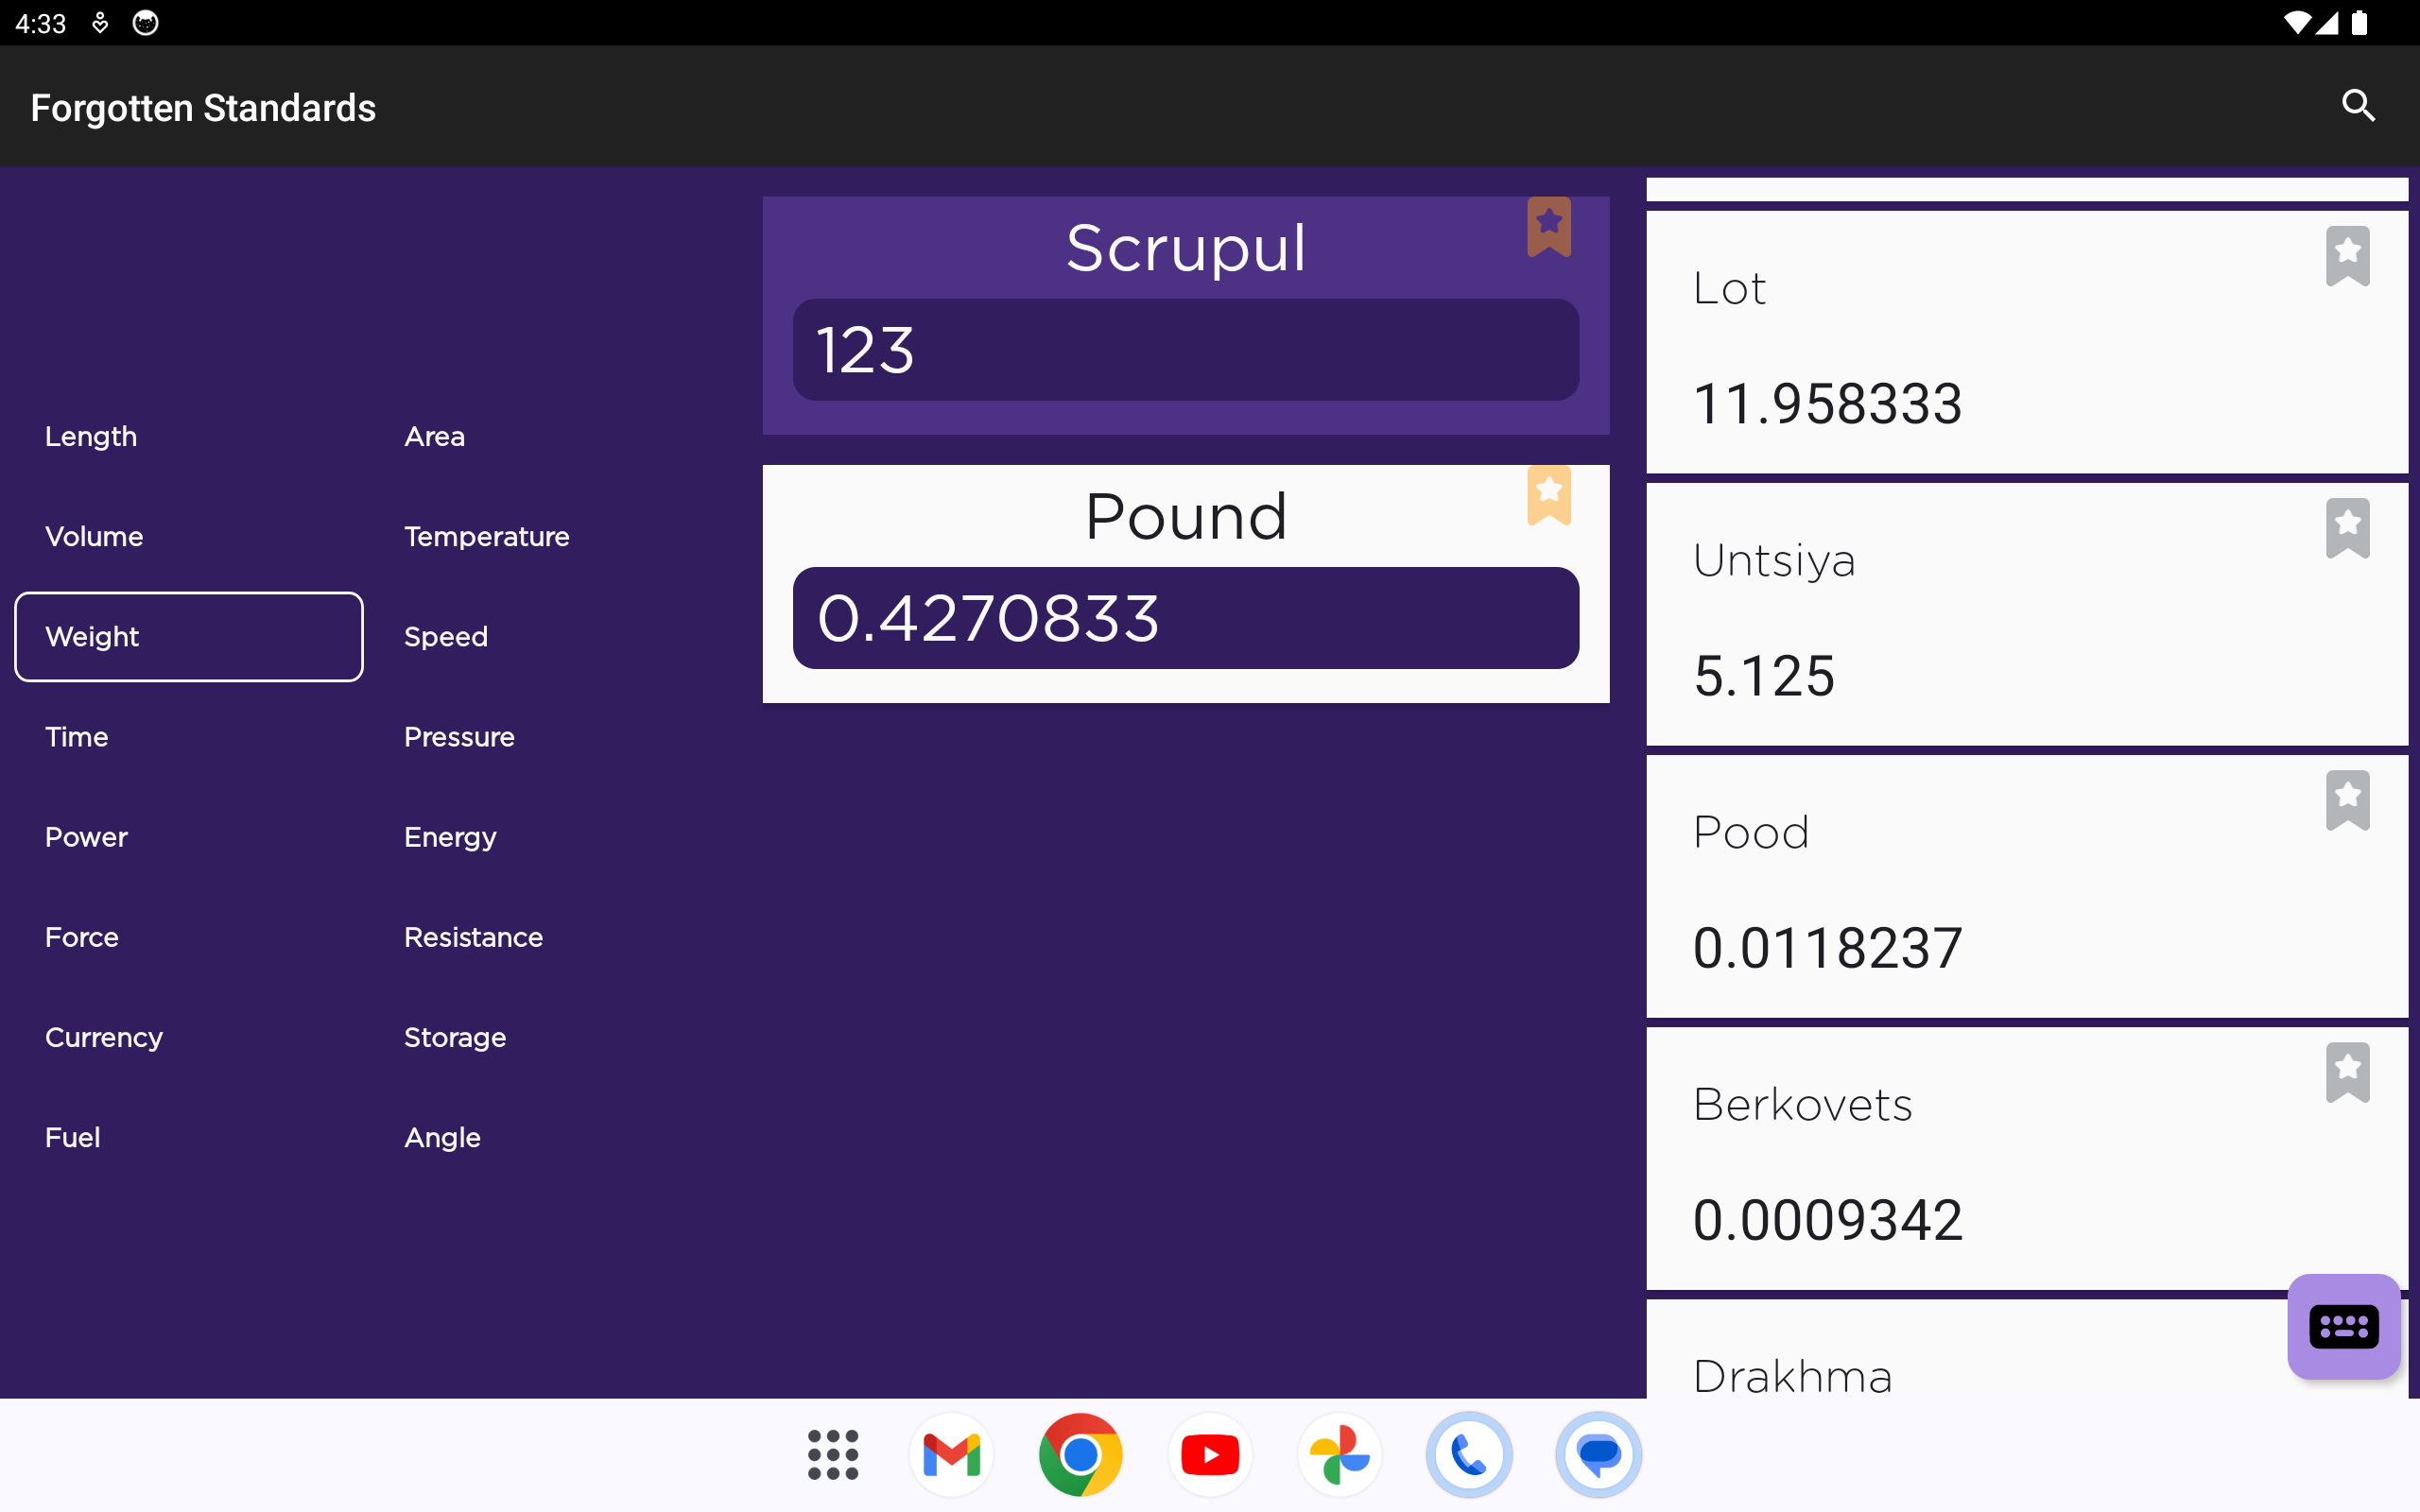 4:33
Forgotten Standards
Length
Area
Volume
Temperature
Weight
Speed
Time
Pressure
Power
Energy
Force
Resistance
Currency
Storage
Fuel
Angle
Scrupul
123
Pound
0.4270833
Lot
11.958333
Untsiya
5.125
Pood
0.0118237
Berkovets
0.0009342
Drakhma